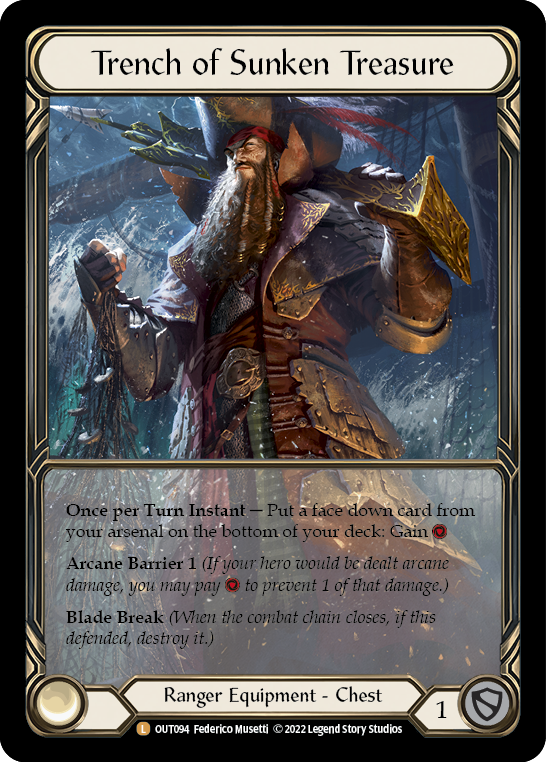 Trench of Sunken Treasure
Once per Turn Instant — Put a face down card from
your arsenal on the bottom of your deck: Gain
Arcane Barrier 1 (If your hero would be dealt arcane
damage, you may pay to prevent 1 of that damage.)
Blade Break (When the combat chain closes, if this
defended, destroy it.)
Ranger Equipment - Chest
1
L OUT094 Federico Musetti © 2022 Legend Story Studios